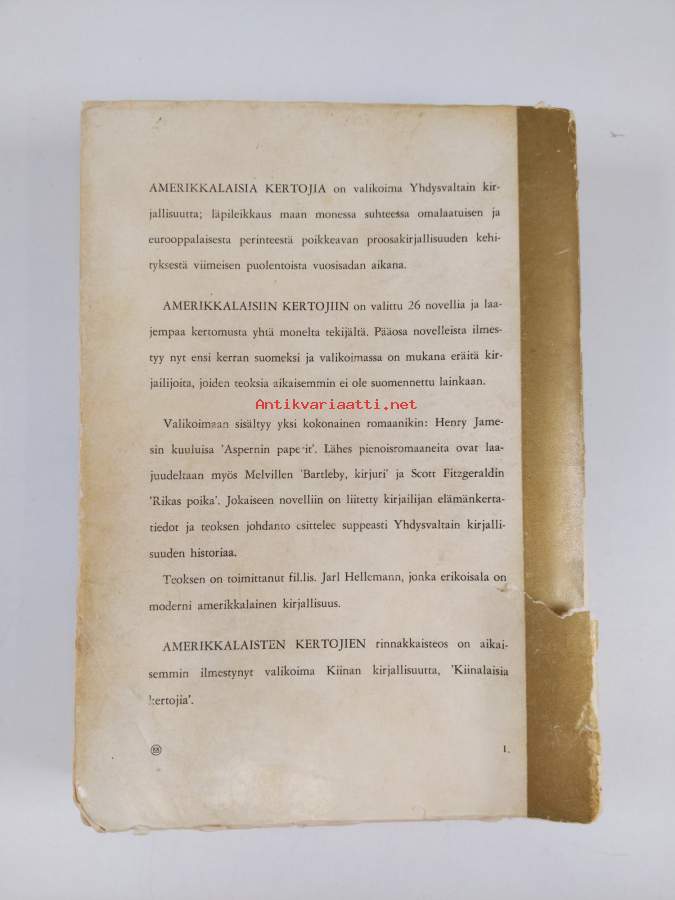 AMERIKKALAISIA KERTOJIA on valikoima Yhdysvaltain kir-
jallisuutta; läpileikkaus maan monessa suhteessa omalaatuisen ja
eurooppalaisesta perinteestä poikkeavan proosakirjallisuuden kehi-
tyksestä viimeisen puolentoista vuosisadan aikana.
AMERIKKALAISIIN KERTOJIIN on valittu 26 novellia ja laa-
jempaa kertomusta yhtä monelta tekijältä. Pääosa novelleista ilmes-
tyy nyt ensi kerran suomeksi ja valikoimassa on mukana eräitä kir-
jailijoita, joiden teoksia aikaisemmin ei ole suomennettu lainkaan.
Antikvariaatti.net
Valikoimaan sisältyy yksi kokonainen romaanikin: Henry Jame-
sin kuuluisa 'Aspernin paperit'. Lähes pienoisromaaneita ovat laa-
juudeltaan myös Melvillen 'Bartleby, kirjuri' ja Scott Fitzgeraldin
'Rikas poika'. Jokaiseen novelliin on liitetty kirjailijan elämänkerta-
tiedot ja teoksen johdanto esittelee suppeasti Yhdysvaltain kirjalli-
suuden historiaa.
Teoksen on toimittanut fil.lis. Jarl Hellemann, jonka erikoisala on
moderni amerikkalainen kirjallisuus.
AMERIKKALAISTEN KERTOJIEN rinnakkaisteos on aikai-
semmin ilmestynyt valikoima Kiinan kirjallisuutta, 'Kiinalaisia
kertojia'.
1.